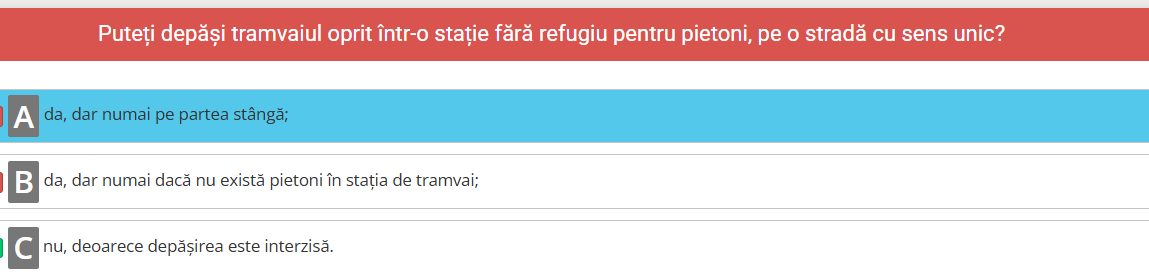 Puteți depăși tramvaiul oprit într-o stație fără refugiu pentru pietoni, pe o stradă cu sens unic?
A da, dar numai pe partea stângă;
B da, dar numai dacă nu există pietoni în stația de tramvai;
C nu, deoarece depășirea este interzisă.